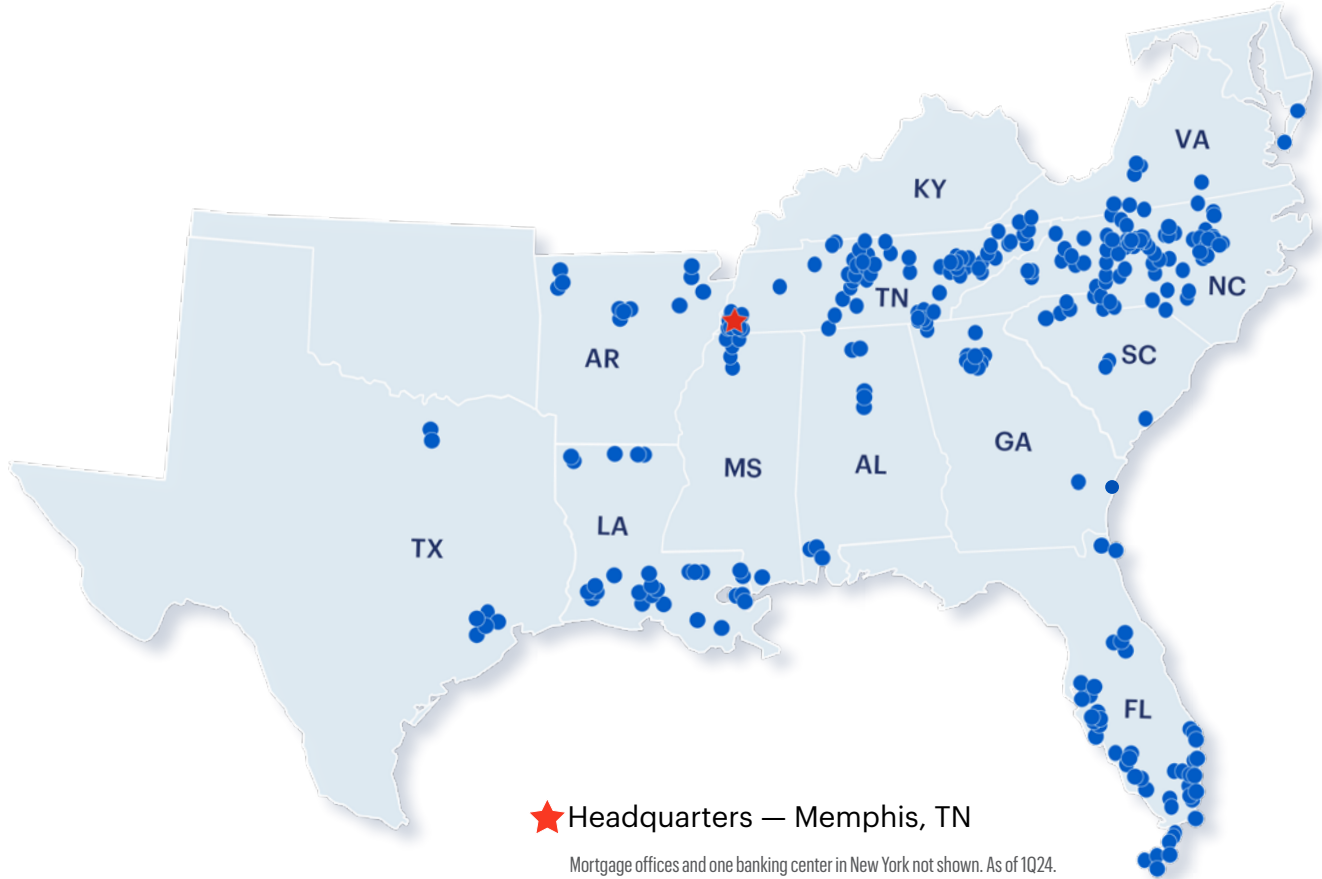 VA
KY
TN
NC
AR
SC
GA
MS
AL
LA
TX
FL
Headquarters — Memphis, TN
Mortgage offices and one banking center in New York not shown. As of 1Q24.